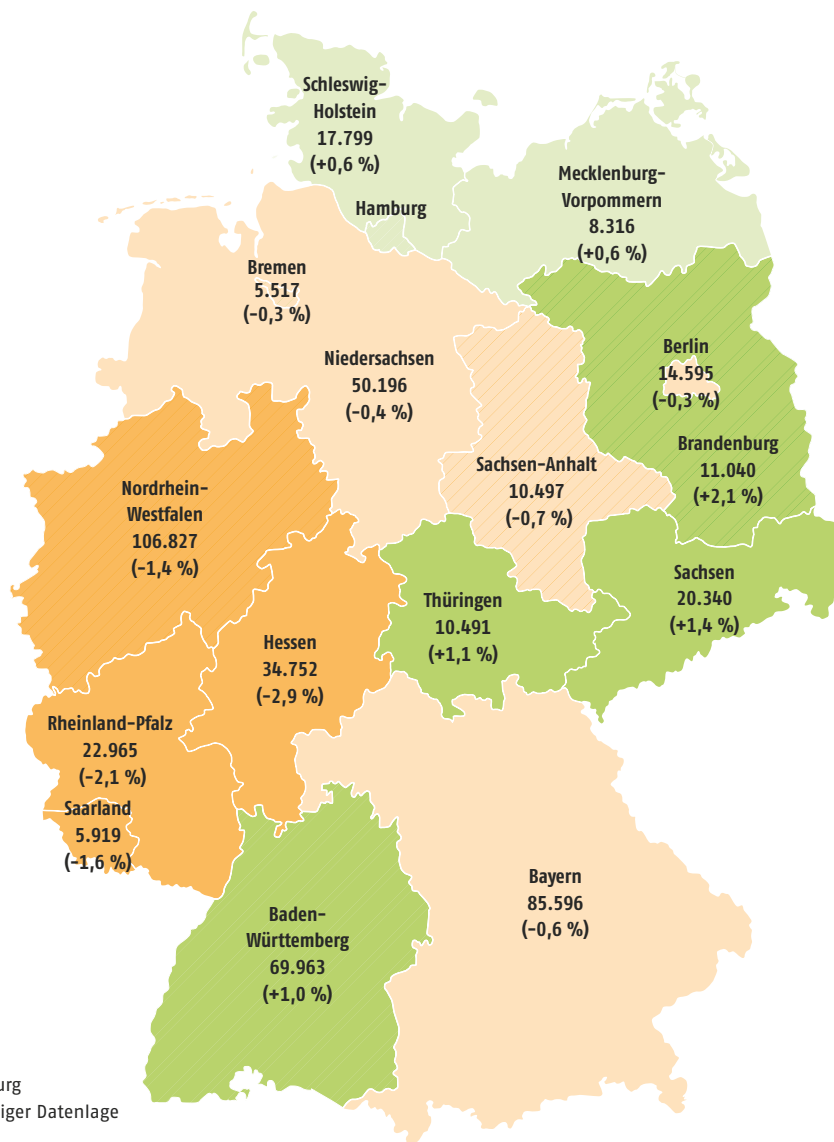 Schleswig-
Holstein
17.799
(+0,6 %)
Hamburg
Mecklenburg-
Vorpommern
8.316
(+0,6 %)
Bremen
5.517
(-0,3 %)
Niedersachsen
50.196
(-0,4 %)
Berlin
14.595
(-0,3 %)
Brandenburg
11.040
(+2,1 %)
Sachsen-Anhalt
10.497
(-0,7 %)
Nordrhein-
Westfalen
106.827
(-1,4 %)
Sachsen
20.340
(+1,4 %)
Thüringen
10.491
(+1,1 %)
Hessen
34.752
(-2,9 %)
Rheinland-Pfalz
22.965
(-2,1 %)
Saarland
5.919
(-1,6 %)
Bayern
85.596
(-0,6 %)
Baden-
Württemberg
69.963
(+1,0 %)
urg
iger Datenlage